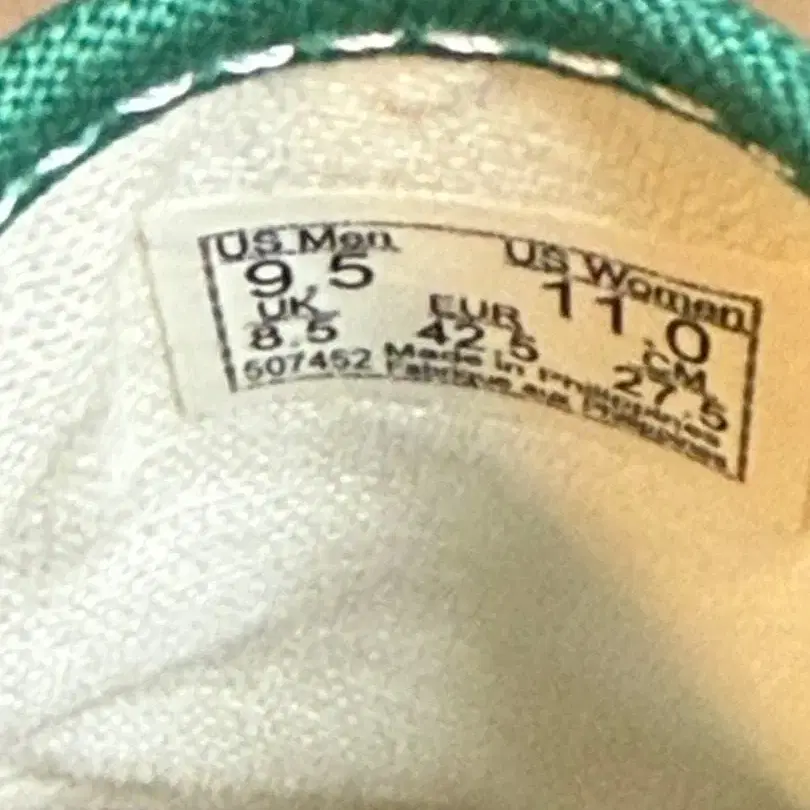 US Men US Women
9.5 11.0
UK EUR CM
8.5 42.5 27.5
507452 Made in Philippines
Fabriqué aux Philippines